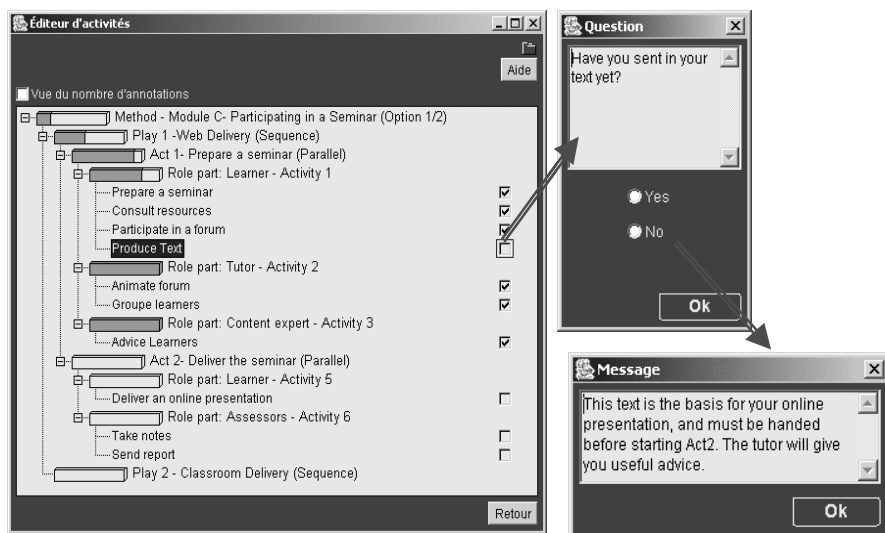 Éditeur d'activités
Aide
Vue du nombre d'annotations
Method - Module C- Participating in a Seminar (Option 1/2)
Play 1 -Web Delivery (Sequence)
Act 1- Prepare a seminar (Parallel)
Role part: Learner - Activity 1
Prepare a seminar
Consult resources
Participate in a forum
Produce Text
Role part: Tutor - Activity 2
Animate forum
Groupe learners
Role part: Content expert - Activity 3
Advice Learners
Act 2- Deliver the seminar (Parallel)
Role part: Learner - Activity 5
Deliver an online presentation
Role part: Assessors - Activity 6
Take notes
Send report
Play 2 - Classroom Delivery (Sequence)
Retour
Question
Have you sent in your
text yet?
Yes
No
Ok
Message
This text is the basis for your online
presentation, and must be handed
before starting Act2. The tutor will give
you useful advice.
Ok